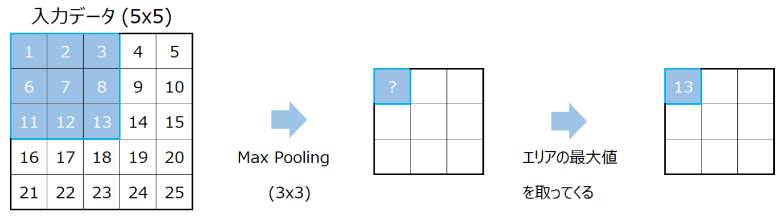 入力データ (5x5)
1 2 3 4 5
6 7 8 9 10
11 12 13 14 15
16 17 18 19 20
21 22 23 24 25
Max Pooling
(3x3)
?
エリアの最大値
を取ってくる
13